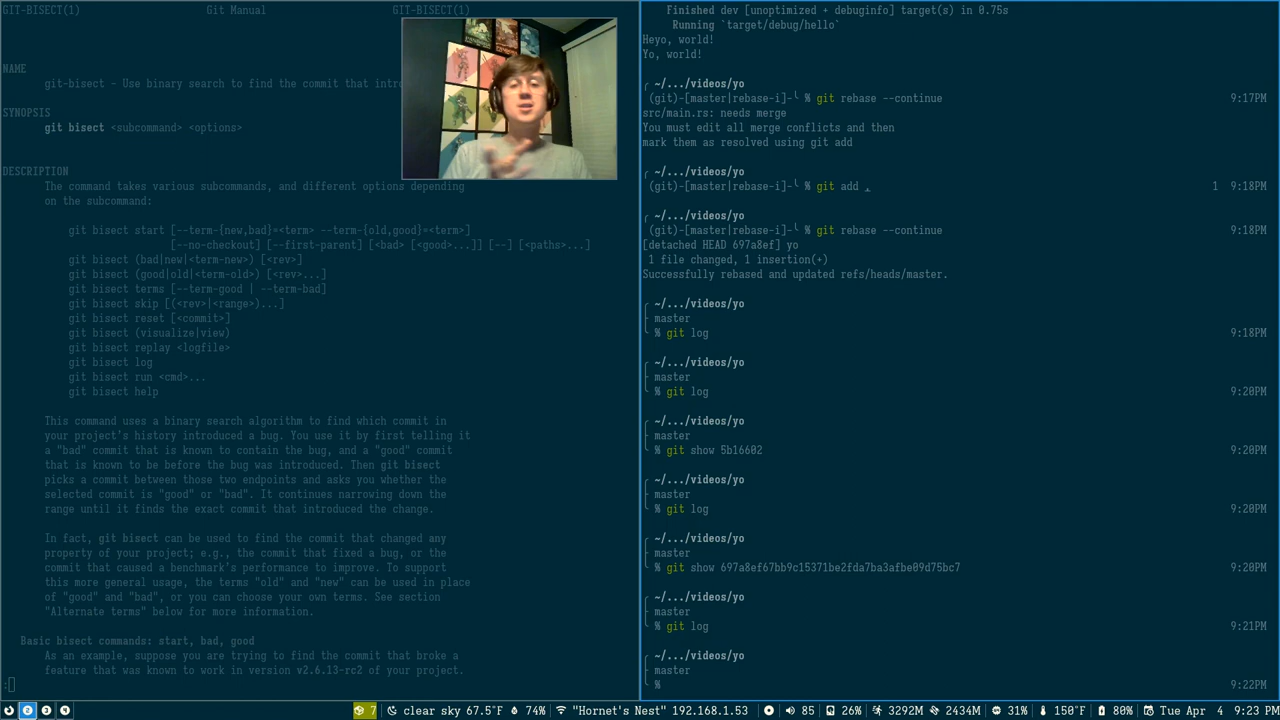 GIT-BISECT(1) Git Manual GIT-BISECT(1)
NAME
git-bisect - Use binary search to find the commit that
SYNOPSIS
git bisect <subcommand> <options>
DESCRIPTION
The command takes various subcommands, and different options depending
on the subcommand:
git bisect start [--term-{new,bad}=<term> --term-{old,good}=<term>]
[--no-checkout] [--first-parent] [<bad> [<good>...]] [--] [<paths>...]
git bisect (bad|new|<term-new>) [<rev>]
git bisect (good|old|<term-old>) [<rev>...]
git bisect terms [--term-good | --term-bad]
git bisect skip [(<rev>|<range>)...]
git bisect reset [<commit>]
git bisect (visualize|view)
git bisect replay <logfile>
git bisect log
git bisect run <cmd>...
git bisect help
This command uses a binary search algorithm to find which commit in
your project's history introduced a bug. You use it by first telling it
a "bad" commit that is known to contain the bug, and a "good" commit
that is known to be before the bug was introduced. Then git bisect
picks a commit between those two endpoints and asks you whether the
selected commit is "good" or "bad". It continues narrowing down the
range until it finds the exact commit that introduced the change.
In fact, git bisect can be used to find the commit that changed any
property of your project; e.g., the commit that fixed a bug, or the
commit that caused a benchmark's performance to improve. To support
this more general usage, the terms "old" and "new" can be used in place
of "good" and "bad", or you can choose your own terms. See section
"Alternate terms" below for more information.
Basic bisect commands: start, bad, good
As an example, suppose you are trying to find the commit that broke a
feature that was known to work in version v2.6.13-rc2 of your project.
:
Finished dev [unoptimized + debuginfo] target(s) in 0.75s
Running `target/debug/hello`
Heyo, world!
Yo, world!
~/.../videos/yo
(git)-[master|rebase-i]-╰ % git rebase --continue 9:17PM
src/main.rs: needs merge
You must edit all merge conflicts and then
mark them as resolved using git add
~/.../videos/yo
(git)-[master|rebase-i]-╰ % git add . 1 9:18PM
~/.../videos/yo
(git)-[master|rebase-i]-╰ % git rebase --continue 9:18PM
[detached HEAD 697a8ef] yo
1 file changed, 1 insertion(+)
Successfully rebased and updated refs/heads/master.
~/.../videos/yo
master
% git log 9:18PM
~/.../videos/yo
master
% git log 9:20PM
~/.../videos/yo
master
% git show 5b16602 9:20PM
~/.../videos/yo
master
% git log 9:20PM
~/.../videos/yo
master
% git show 697a8ef67bb9c15371be2fda7ba3afbe09d75bc7 9:20PM
~/.../videos/yo
master
% git log 9:21PM
~/.../videos/yo
master
% 9:22PM
7 clear sky 67.5°F 74% "Hornet's Nest" 192.168.1.53 85 26% 3292M 2434M 31% 150°F 80% Tue Apr 4 9:23 PM